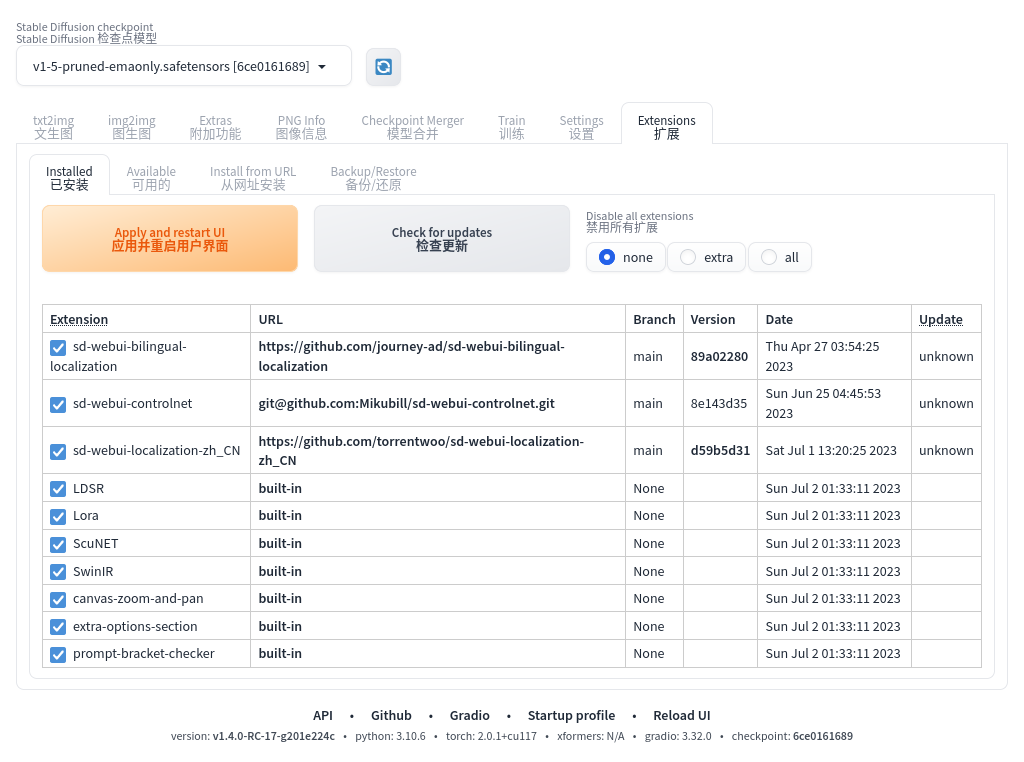 Stable Diffusion checkpoint
Stable Diffusion 检查点模型
v1-5-pruned-emaonly.safetensors [6ce0161689]
txt2img img2img Extras PNG Info Checkpoint Merger Train Settings Extensions
文生图 图生图 附加功能 图像信息 模型合并 训练 设置 扩展
Installed Available Install from URL Backup/Restore
已安装 可用的 从网址安装 备份/还原
Apply and restart UI
应用并重启用户界面
Check for updates
检查更新
Disable all extensions
禁用所有扩展
none extra all
Extension URL Branch Version Date Update
sd-webui-bilingual-
localization
https://github.com/journey-ad/sd-webui-bilingual-
localization
main 89a02280
Thu Apr 27 03:54:25
2023
unknown
sd-webui-controlnet git@github.com:Mikubill/sd-webui-controlnet.git main 8e143d35
Sun Jun 25 04:45:53
2023
unknown
sd-webui-localization-zh_CN
https://github.com/torrentwoo/sd-webui-localization-
zh_CN
main d59b5d31 Sat Jul 1 13:20:25 2023 unknown
LDSR built-in None Sun Jul 2 01:33:11 2023
Lora built-in None Sun Jul 2 01:33:11 2023
ScuNET built-in None Sun Jul 2 01:33:11 2023
SwinIR built-in None Sun Jul 2 01:33:11 2023
canvas-zoom-and-pan built-in None Sun Jul 2 01:33:11 2023
extra-options-section built-in None Sun Jul 2 01:33:11 2023
prompt-bracket-checker built-in None Sun Jul 2 01:33:11 2023
API • Github • Gradio • Startup profile • Reload UI
version: v1.4.0-RC-17-g201e224c • python: 3.10.6 • torch: 2.0.1+cu117 • xformers: N/A • gradio: 3.32.0 • checkpoint: 6ce0161689